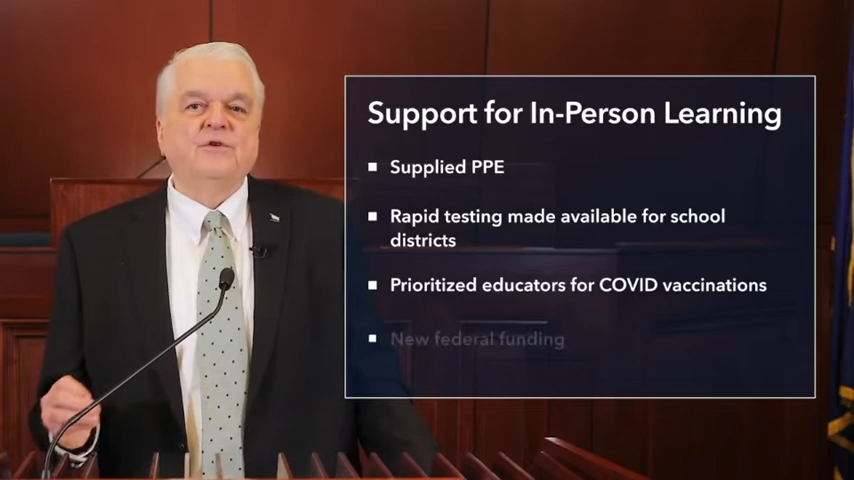 Support for In-Person Learning
Supplied PPE
Rapid testing made available for school
districts
Prioritized educators for COVID vaccinations
New federal funding